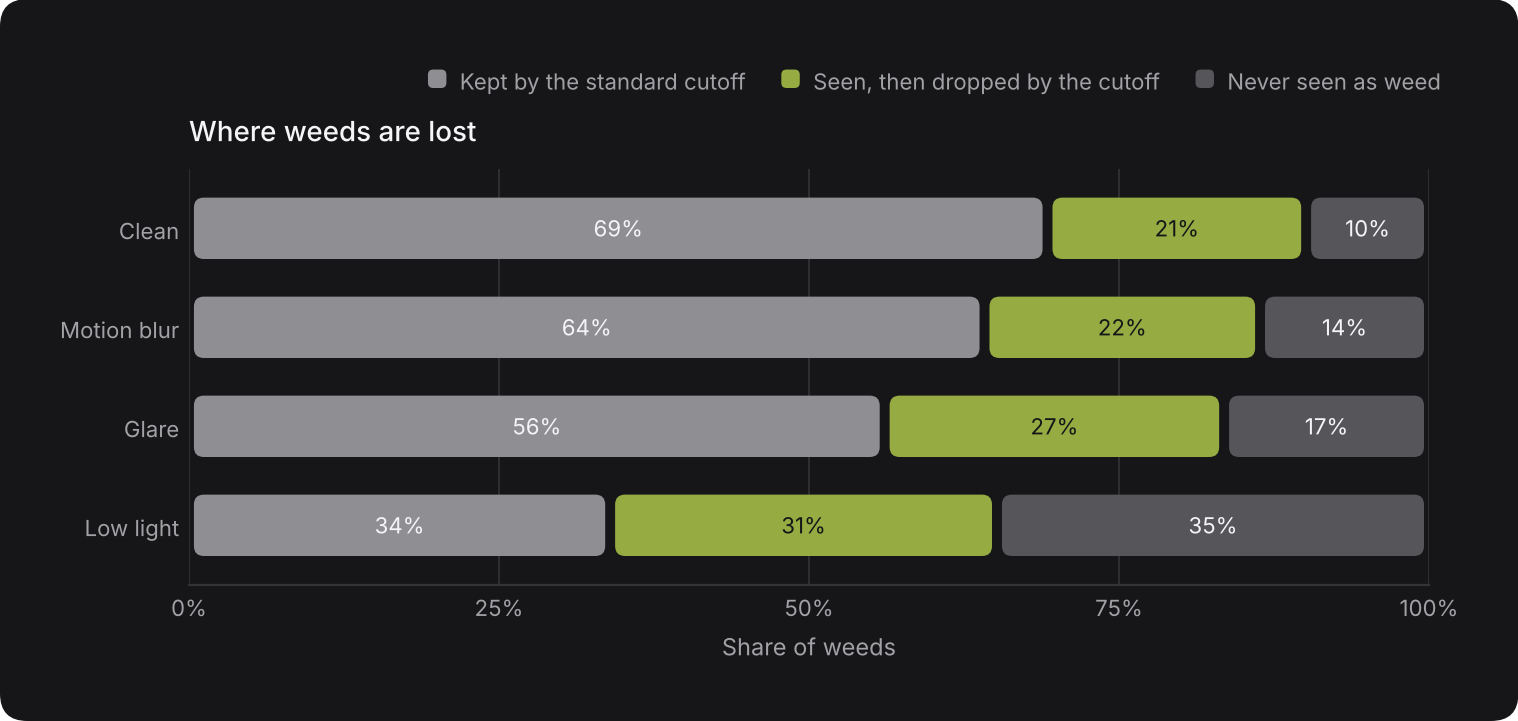 Kept by the standard cutoff
Seen, then dropped by the cutoff
Never seen as weed
Where weeds are lost
Clean
69%
21%
10%
Motion blur
64%
22%
14%
Glare
56%
27%
17%
Low light
34%
31%
35%
0%
25%
50%
75%
100%
Share of weeds